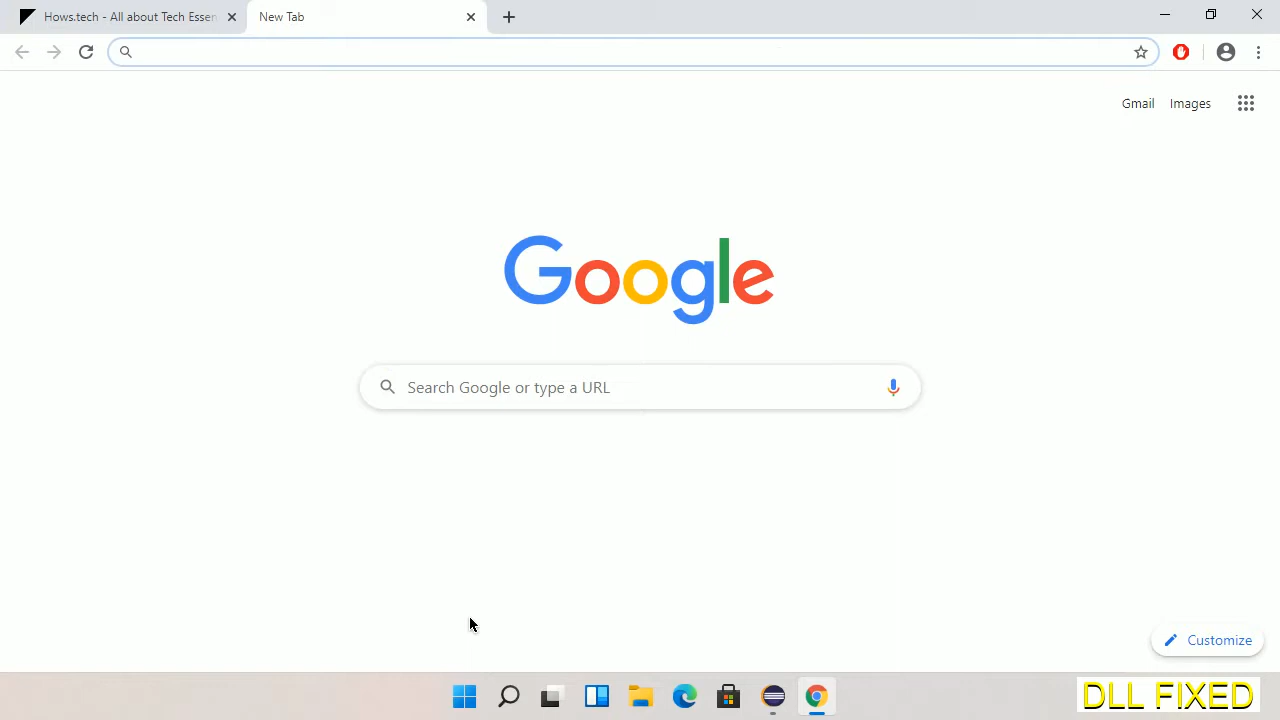 Hows.tech - All about Tech Essen
New Tab
Gmail
Images
Google
Search Google or type a URL
Customize
DLL FIXED